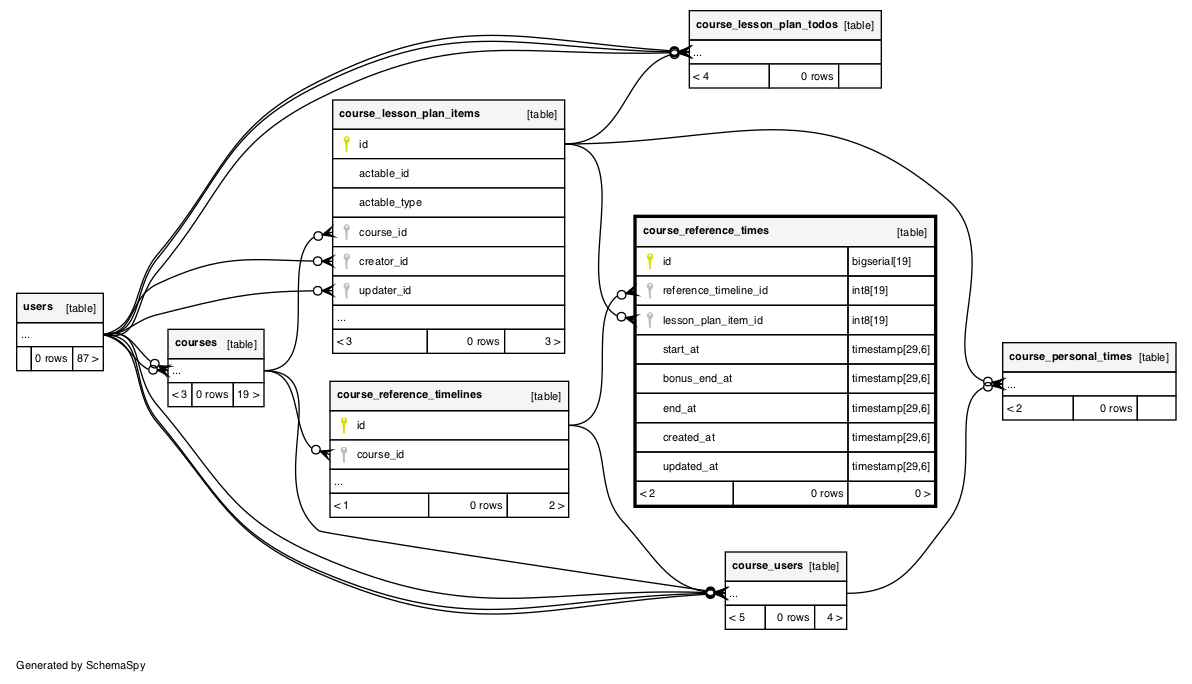 course_lesson_plan_todos [table]
...
< 4 0 rows
course_lesson_plan_items [table]
id
actable_id
actable_type
course_id
creator_id
updater_id
...
< 3 0 rows 3 >
course_reference_times [table]
id bigserial[19]
reference_timeline_id int8[19]
lesson_plan_item_id int8[19]
start_at timestamp[29,6]
bonus_end_at timestamp[29,6]
end_at timestamp[29,6]
created_at timestamp[29,6]
updated_at timestamp[29,6]
< 2 0 rows 0 >
users [table]
...
0 rows 87 >
courses [table]
...
< 3 0 rows 19 >
course_reference_timelines [table]
id
course_id
...
< 1 0 rows 2 >
course_personal_times [table]
...
< 2 0 rows
course_users [table]
...
< 5 0 rows 4 >
Generated by SchemaSpy